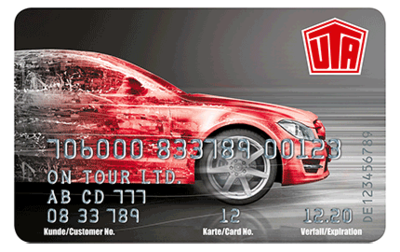 UTA
706000 833789 00123
ON TOUR LTD.
AB CD 777
08 33 789 12 12.20
Kunde/Customer No. Karte/Card No. Verfall/Expiration
DE123456789